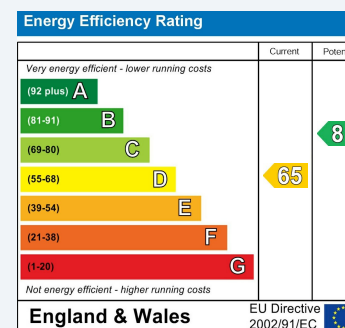 Energy Efficiency Rating
Current
Very energy efficient - lower running costs
(92 plus) A
(81-91) B
(69-80) C
(55-68) D
65
(39-54) E
(21-38) F
(1-20) G
Not energy efficient - higher running costs
England & Wales
EU Directive
2002/91/EC